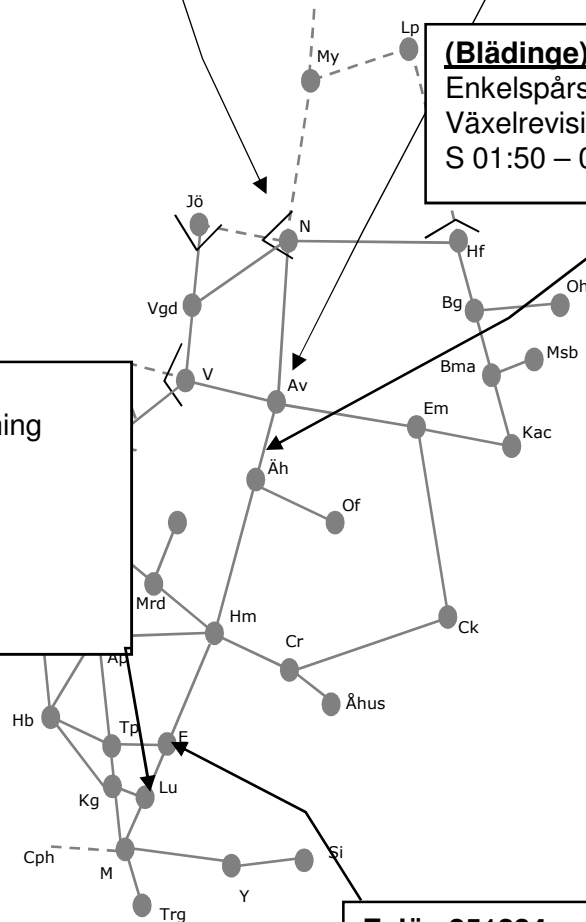 Lp
My
(Blädinge)
Enkelspårs
Växelrevisi
S 01:50 – 0
Jö
N
Hf
Vgd
Bg
Oh
V
Bma
Msb
Av
Em
Kac
ning
Äh
Of
Mrd
Hm
Ck
Cr
Ap
Åhus
Hb
Tp
E
Lu
Kg
Cph
M
Si
Y
Trg